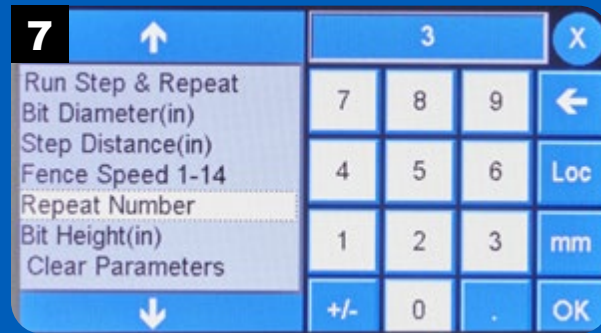 7
3
X
Run Step & Repeat
Bit Diameter(in)
Step Distance(in)
Fence Speed 1-14
Repeat Number
Bit Height(in)
Clear Parameters
7 8 9
4 5 6 Loc
1 2 3 mm
+/- 0 . OK